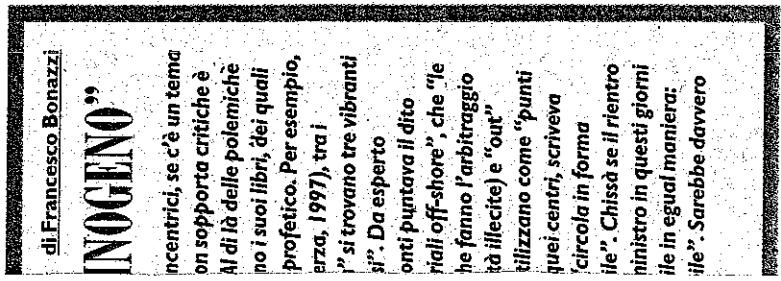 di Francesco Bonazzi
INOGENO”
ncentrici, se c'è un tema
on sopporta critiche è
Al di là delle polemiche
no i suoi libri, dei quali
profetico. Per esempio,
erza, 1997), tra i
” si trovano tre vibranti
si”. Da esperto
onti puntava il dito
riali off-shore”, che “le
he fanno l'arbitraggio
tà illecite) e “out”
tilizzano come “punti
quei centri, scriveva
“circola in forma
ile”. Chissà se il rientro
ministro in questi giorni
ile in egual maniera:
ile”. Sarebbe davvero